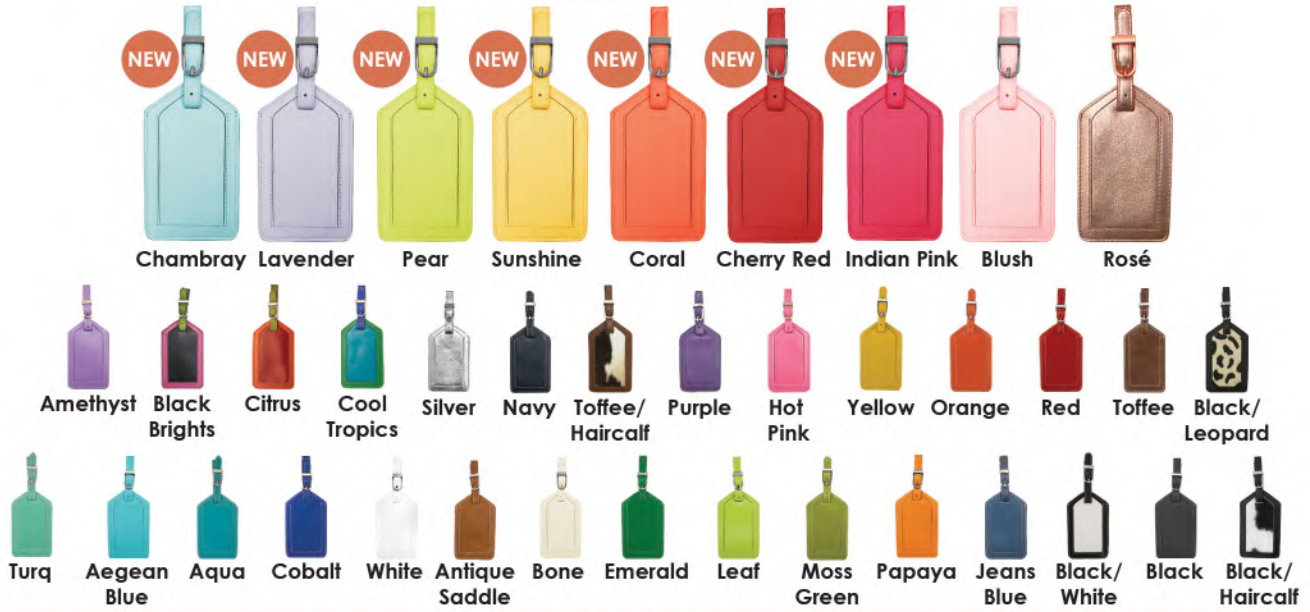 NEW NEW NEW NEW NEW NEW NEW
Chambray Lavender Pear Sunshine Coral Cherry Red Indian Pink Blush Rosé
Amethyst Black Citrus Cool Silver Navy Toffee/ Purple Hot Yellow Orange Red Toffee Black/
Brights Tropics Haircalf Pink Leopard
Turq Aegean Aqua Cobalt White Antique Bone Emerald Leaf Moss Papaya Jeans Black/ Black Black/
Blue Saddle Green Blue White Haircalf